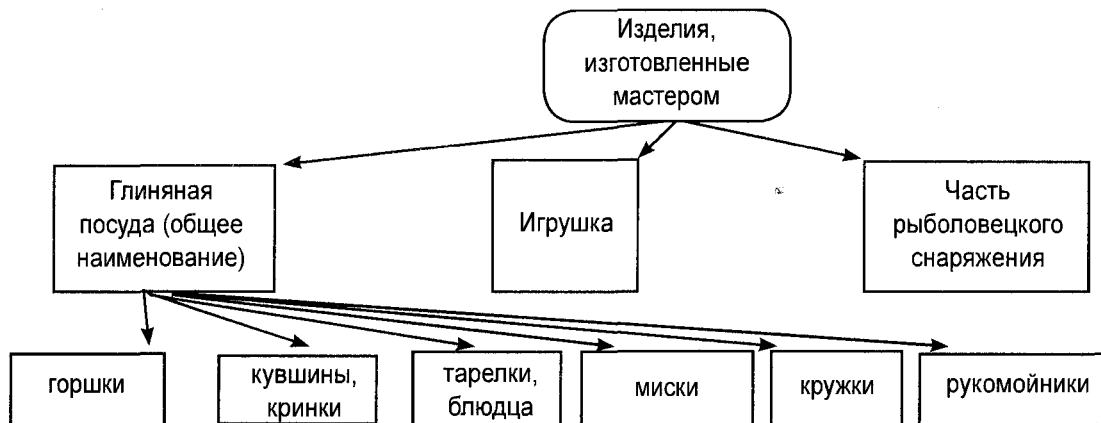 Изделия,
изготовленные
мастером
Глиняная
посуда (общее
наименование)
Игрушка
Часть
рыболовецкого
снаряжения
горшки
кувшины,
кринки
тарелки,
блюдца
миски
кружки
рукомойники